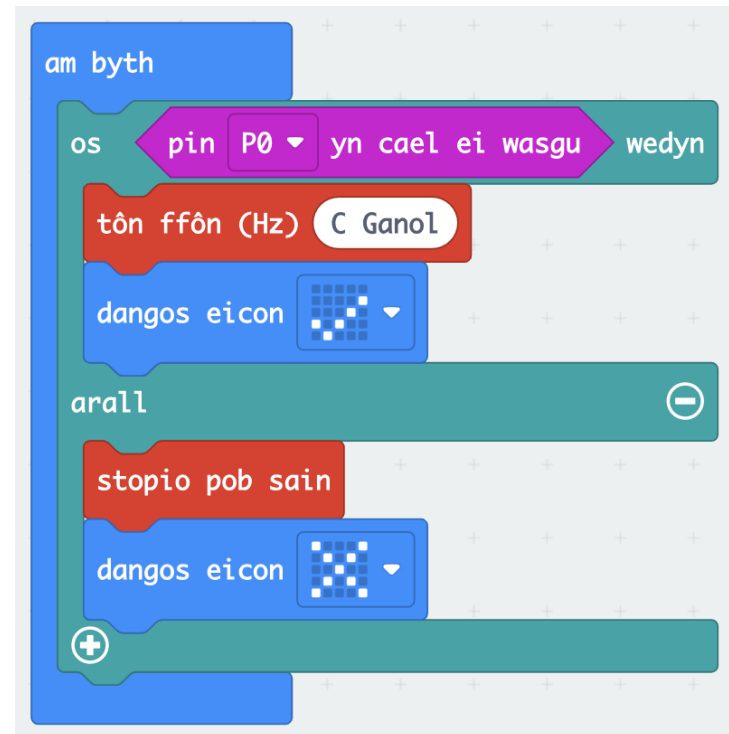 am byth
os pin P0 yn cael ei wasgu wedyn
tôn ffôn (Hz) C Ganol
dangos eicon
arall
stopio pob sain
dangos eicon